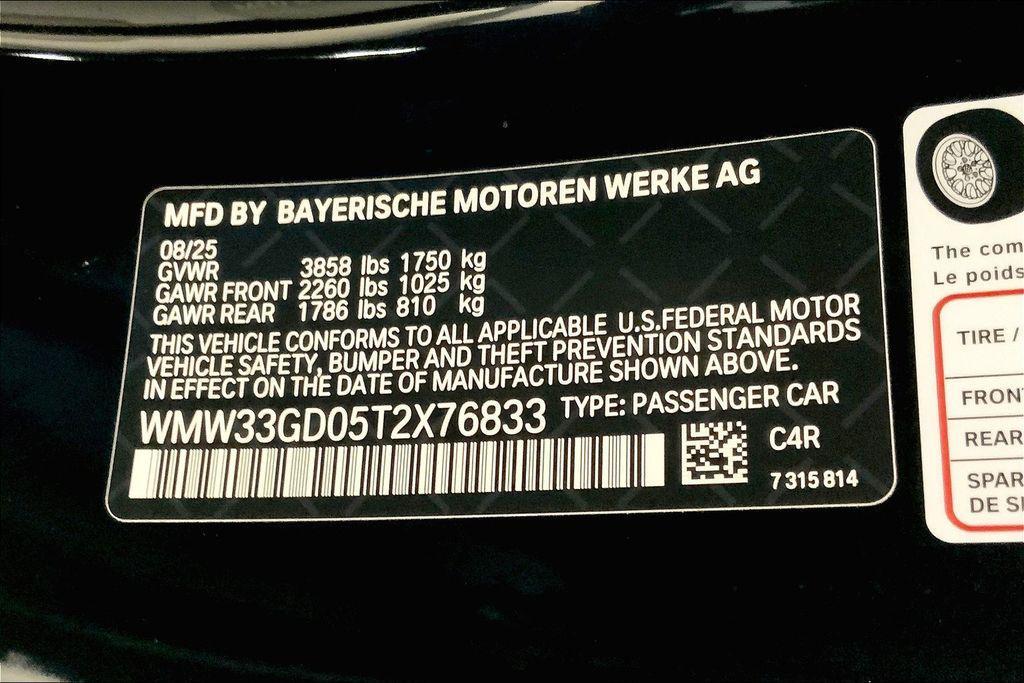 MFD BY BAYERISCHE MOTOREN WERKE AG
08/25
GVWR 3858 lbs 1750 kg
GAWR FRONT 2260 lbs 1025 kg
GAWR REAR 1786 lbs 810 kg
THIS VEHICLE CONFORMS TO ALL APPLICABLE U.S.FEDERAL MOTOR
VEHICLE SAFETY, BUMPER AND THEFT PREVENTION STANDARDS
IN EFFECT ON THE DATE OF MANUFACTURE SHOWN ABOVE.
WMW33GD05T2X76833 TYPE: PASSENGER CAR
C4R
7 315 814
The com
Le poids
TIRE /
FRON
REAR
SPAR
DE S